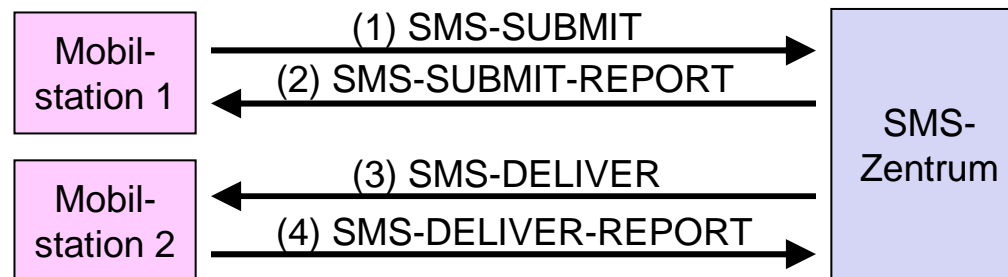 Mobil-
station 1
(1) SMS-SUBMIT
(2) SMS-SUBMIT-REPORT
Mobil-
station 2
(3) SMS-DELIVER
(4) SMS-DELIVER-REPORT
SMS-
Zentrum